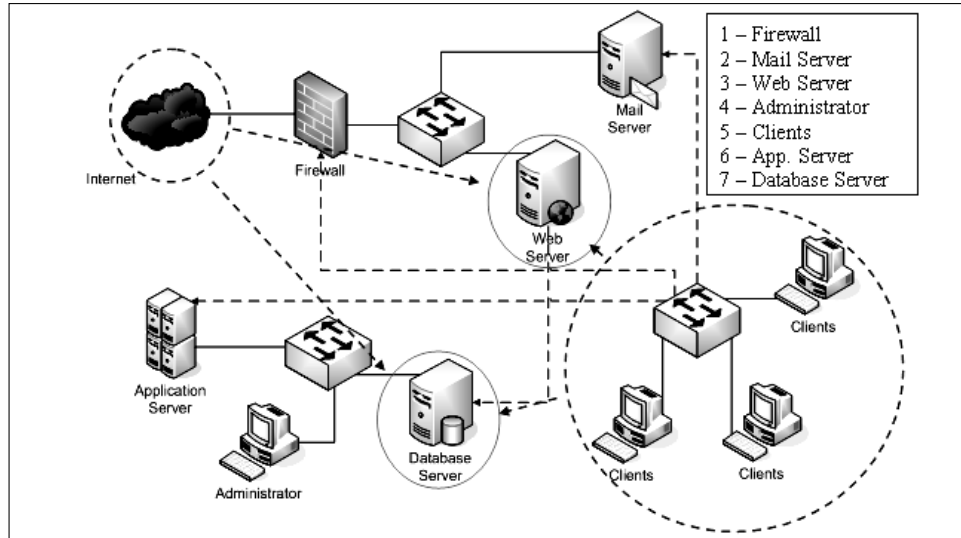 1 – Firewall
2 – Mail Server
3 – Web Server
4 – Administrator
5 – Clients
6 – App. Server
7 – Database Server
Mail
Server
Internet
Firewall
Web
Server
Clients
Application
Server
Database
Server
Clients
Clients
Administrator